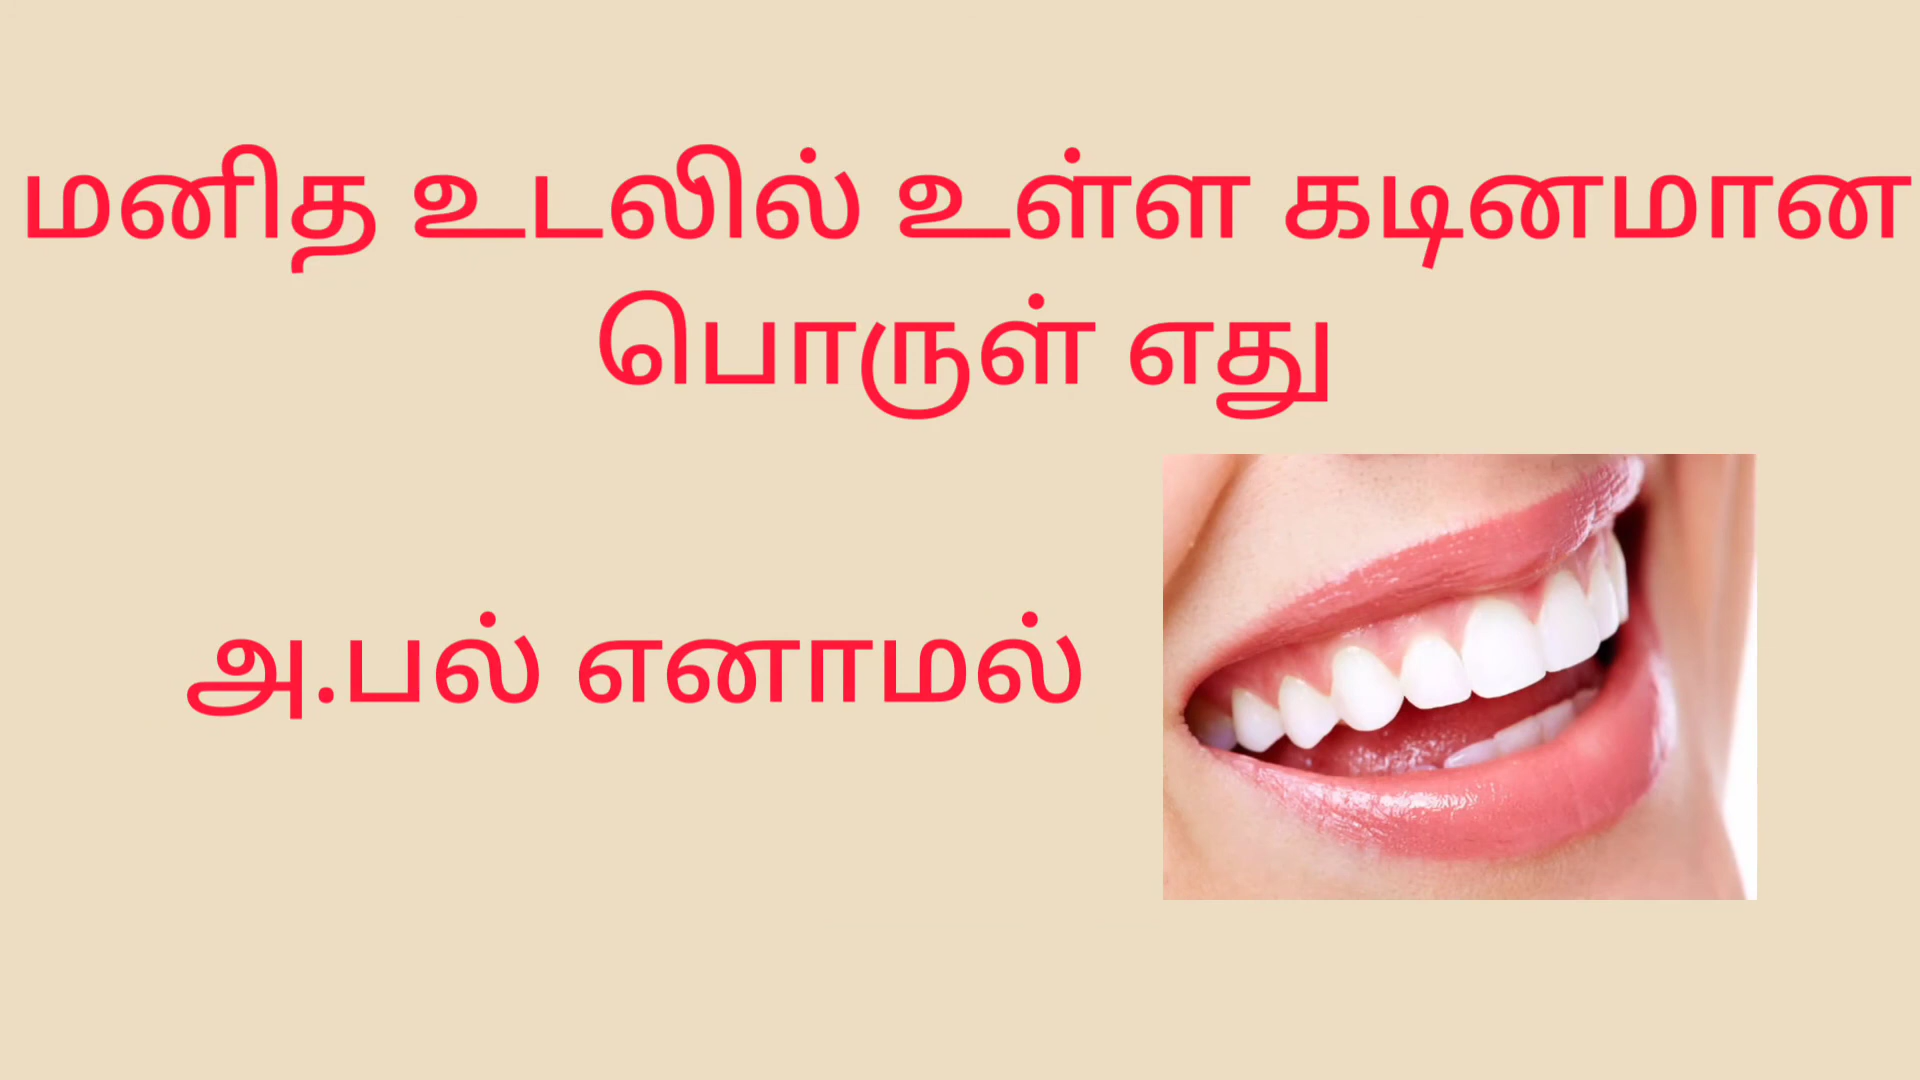 மனித உடலில் உள்ள கடினமான
பொருள் எது
அ.பல் எனாமல்